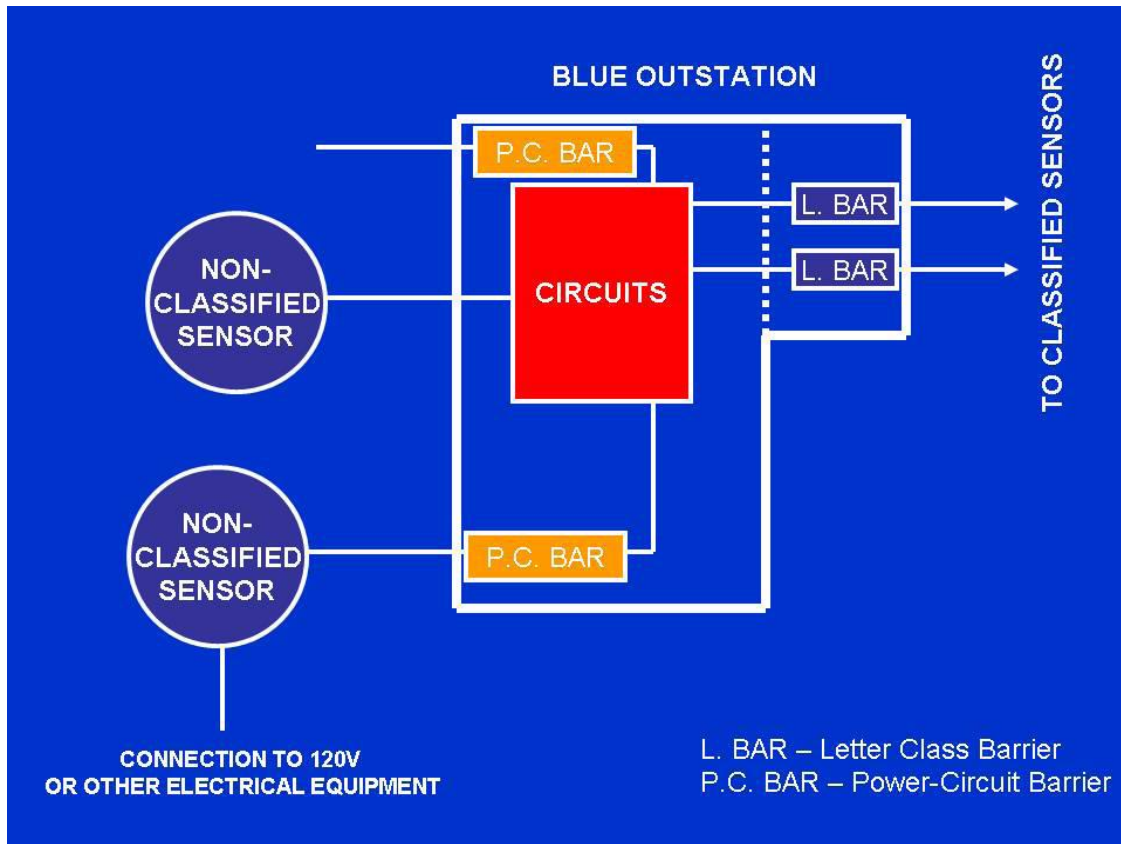 BLUE OUTSTATION
P.C. BAR
TO CLASSIFIED SENSORS
L. BAR
NON-
CLASSIFIED
SENSOR
CIRCUITS
L. BAR
NON-
CLASSIFIED
SENSOR
P.C. BAR
CONNECTION TO 120V
OR OTHER ELECTRICAL EQUIPMENT
L. BAR – Letter Class Barrier
P.C. BAR – Power-Circuit Barrier